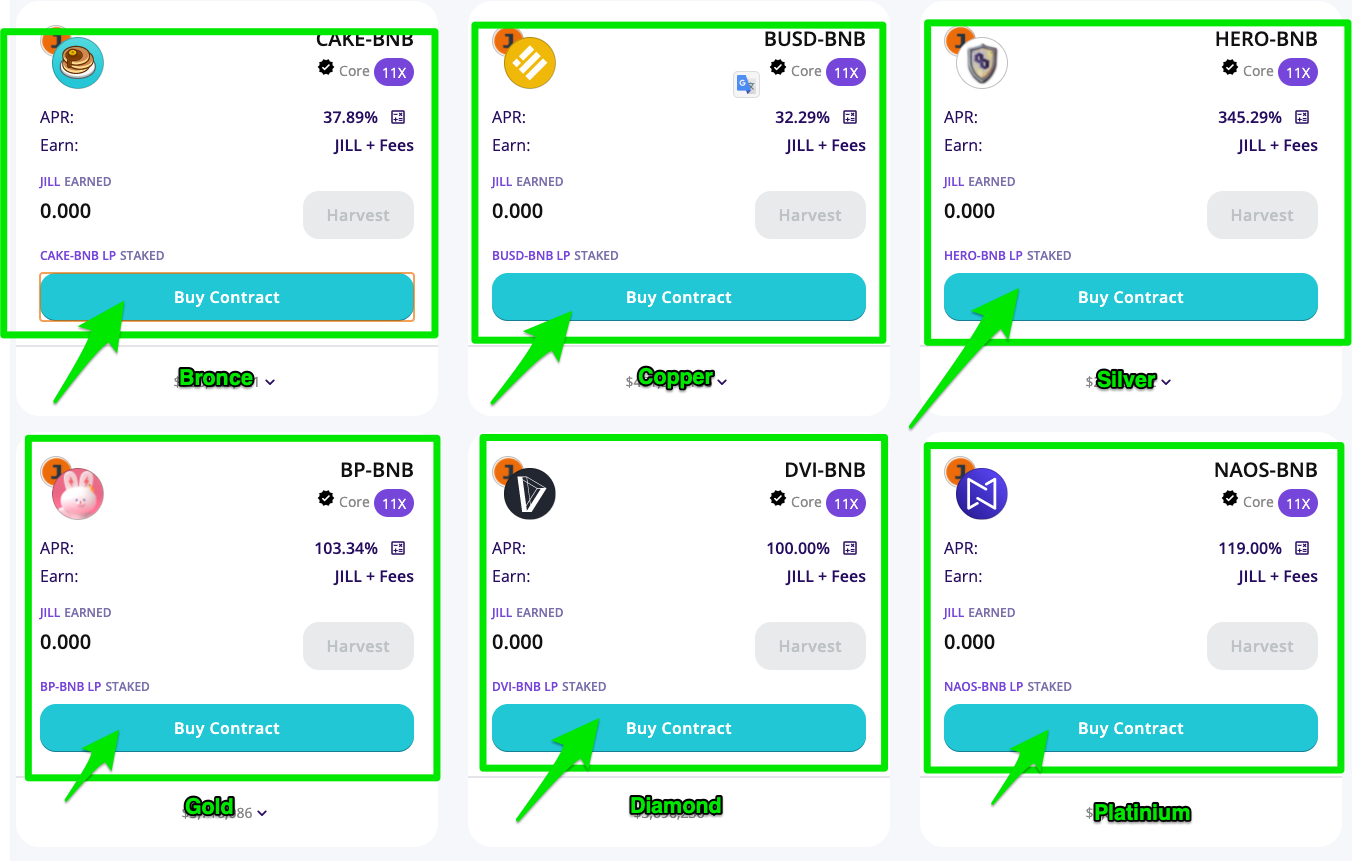 CAKE-BNB
Core 11X
APR: 37.89%
Earn: JILL + Fees
JILL EARNED
0.000 Harvest
CAKE-BNB LP STAKED
Buy Contract
Bronce
BUSD-BNB
Core 11X
APR: 32.29%
Earn: JILL + Fees
JILL EARNED
0.000 Harvest
BUSD-BNB LP STAKED
Buy Contract
Copper
HERO-BNB
Core 11X
APR: 345.29%
Earn: JILL + Fees
JILL EARNED
0.000 Harvest
HERO-BNB LP STAKED
Buy Contract
Silver
BP-BNB
Core 11X
APR: 103.34%
Earn: JILL + Fees
JILL EARNED
0.000 Harvest
BP-BNB LP STAKED
Buy Contract
Gold
DVI-BNB
Core 11X
APR: 100.00%
Earn: JILL + Fees
JILL EARNED
0.000 Harvest
DVI-BNB LP STAKED
Buy Contract
Diamond
NAOS-BNB
Core 11X
APR: 119.00%
Earn: JILL + Fees
JILL EARNED
0.000 Harvest
NAOS-BNB LP STAKED
Buy Contract
Platinium